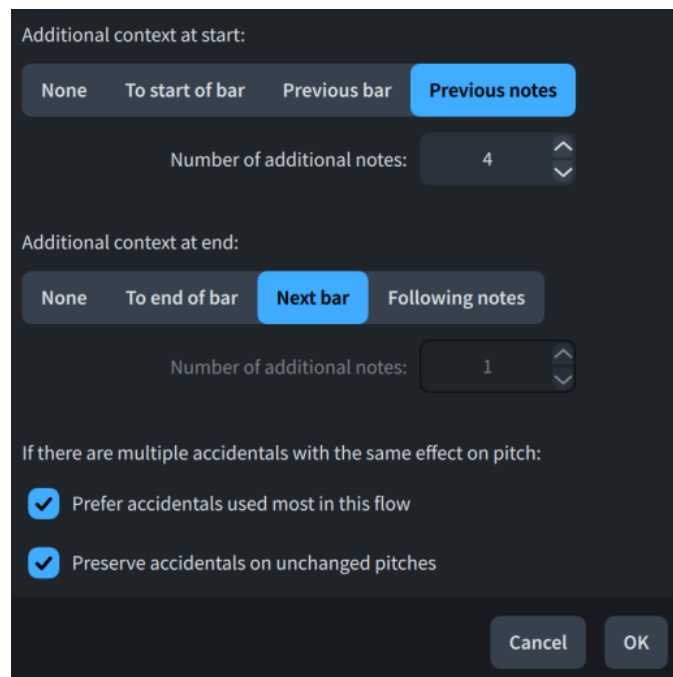 Additional context at start:
None To start of bar Previous bar Previous notes
Number of additional notes: 4
Additional context at end:
None To end of bar Next bar Following notes
Number of additional notes: 1
If there are multiple accidentals with the same effect on pitch:
Prefer accidentals used most in this flow
Preserve accidentals on unchanged pitches
Cancel OK